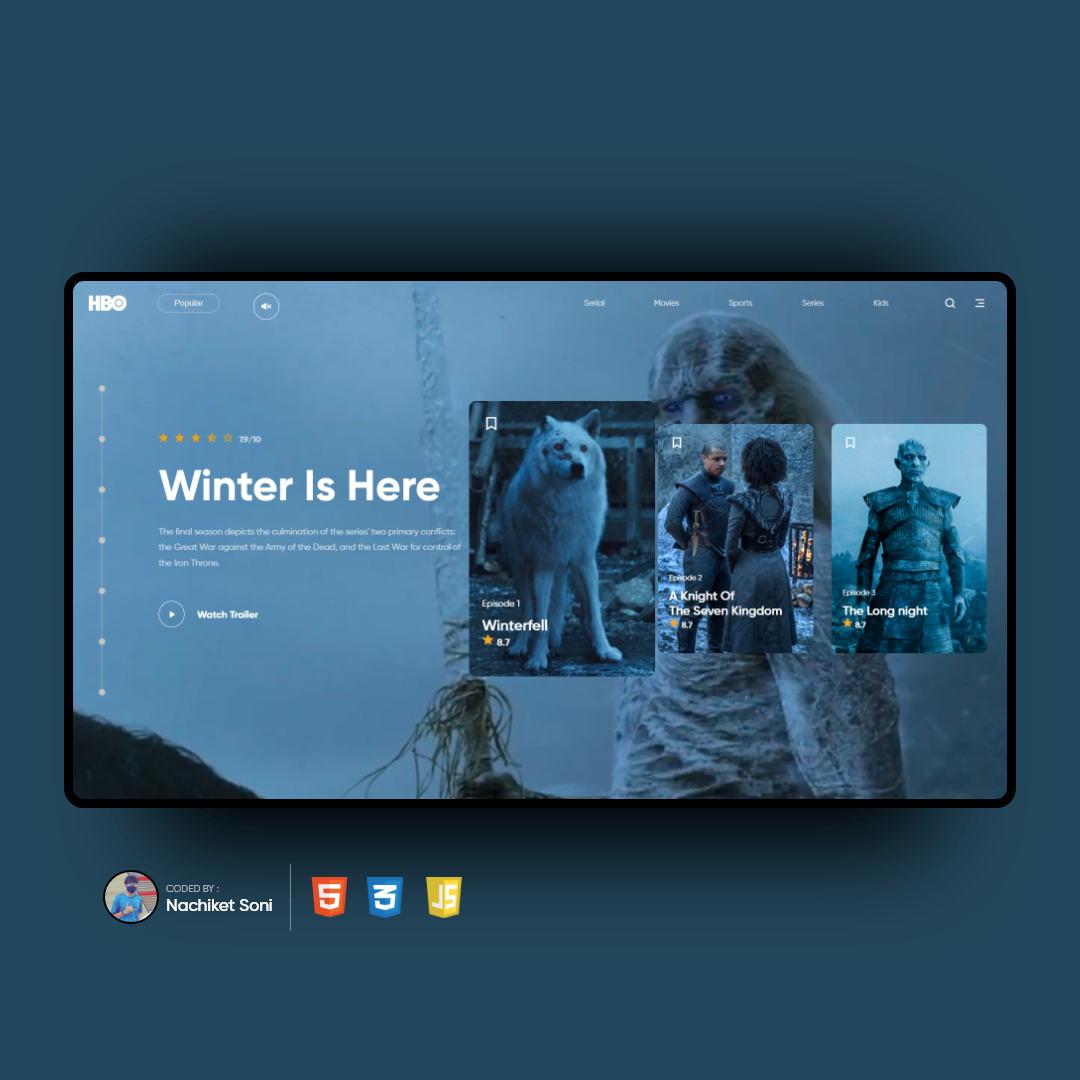 HBO
Popular
Serial
Movies
Sports
Series
Kids
7.9/10
Winter Is Here
The final season depicts the culmination of the series' two primary conflicts:
the Great War against the Army of the Dead, and the Last War for control of
the Iron Throne.
Watch Trailer
Episode 1
Winterfell
8.7
Episode 2
A Knight Of
The Seven Kingdom
8.7
Episode 3
The Long night
8.7
CODED BY :
Nachiket Soni
5
3
JS